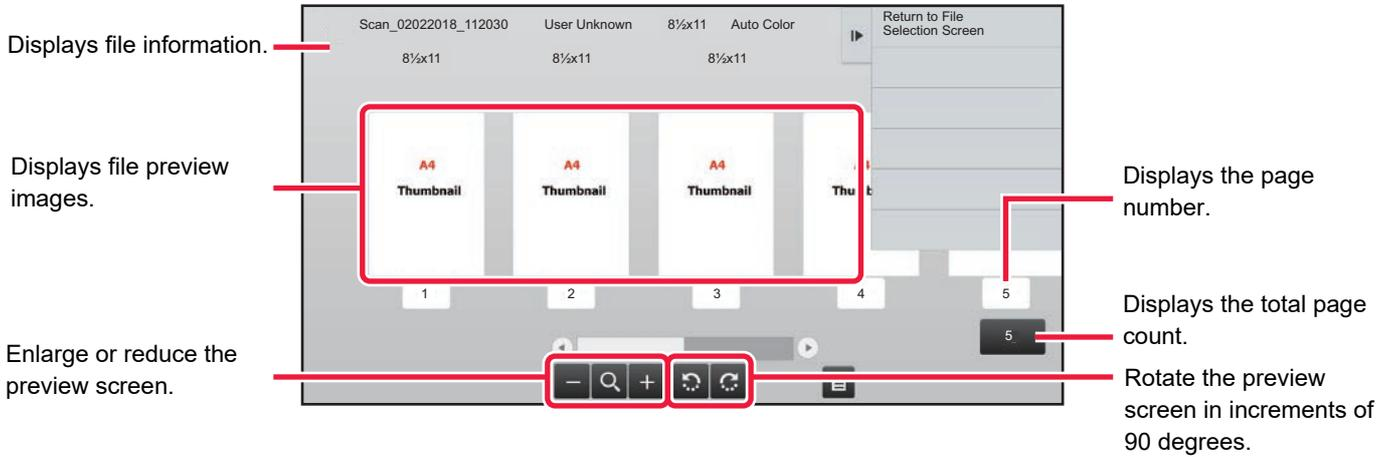 Displays file information.
Scan_02022018_112030 User Unknown 8½x11 Auto Color
8½x11 8½x11 8½x11
Return to File
Selection Screen
Displays file preview
images.
A4
Thumbnail
A4
Thumbnail
A4
Thumbnail
Displays the page
number.
1 2 3 4 5
5
Displays the total page
count.
Enlarge or reduce the
preview screen.
Rotate the preview
screen in increments of
90 degrees.